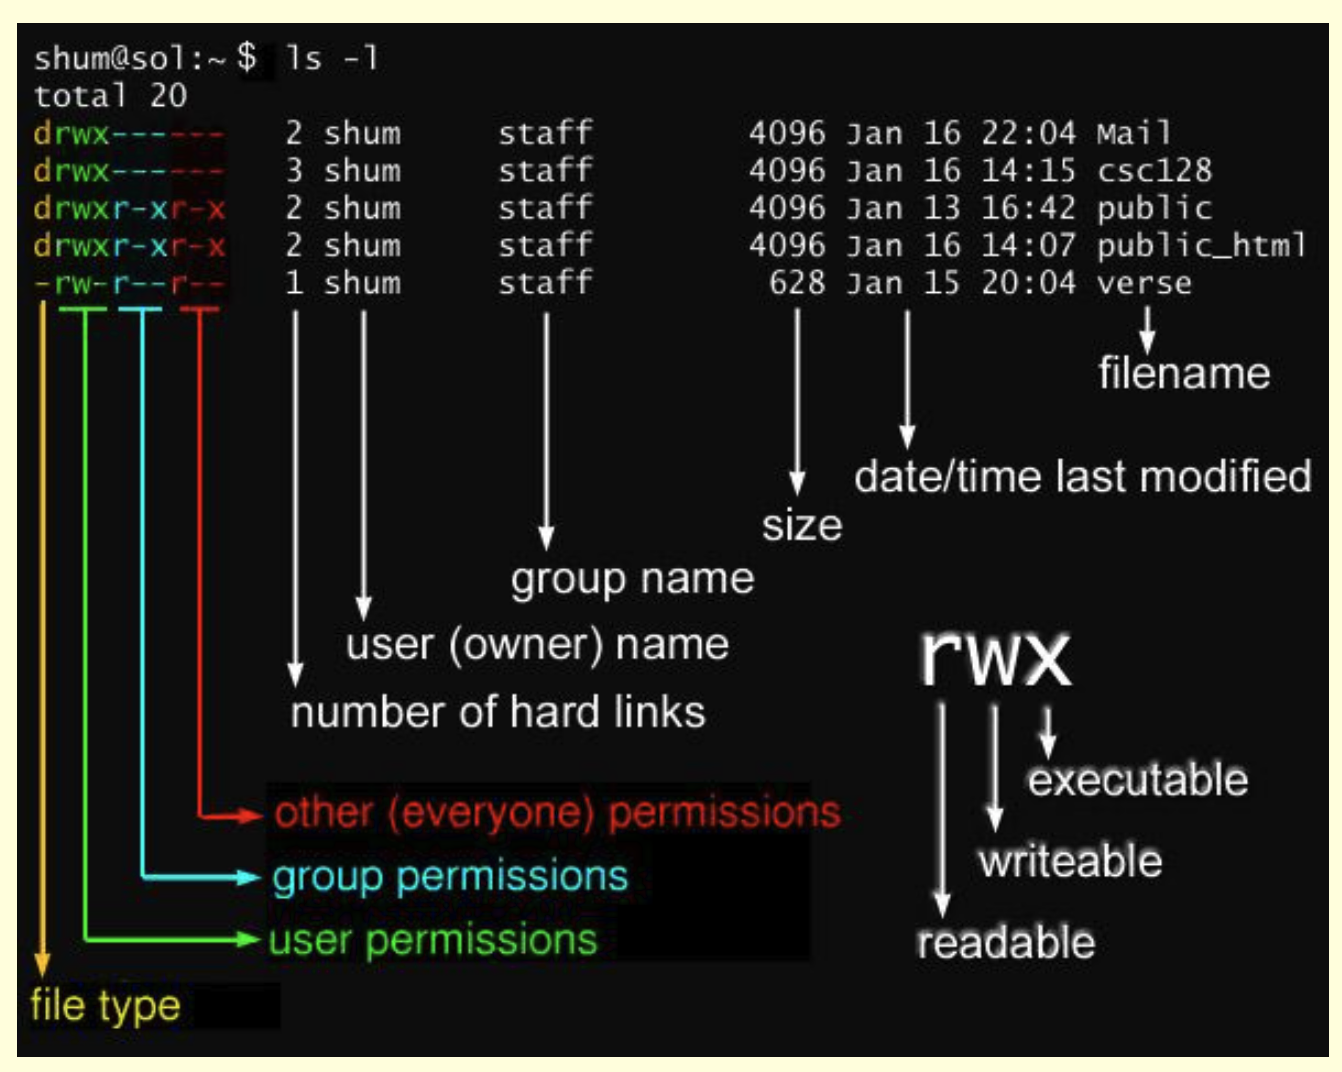 shum@sol:~$ ls -l
total 20
drwx------ 2 shum staff 4096 Jan 16 22:04 Mail
drwx------ 3 shum staff 4096 Jan 16 14:15 csc128
drwxr-xr-x 2 shum staff 4096 Jan 13 16:42 public
drwxr-xr-x 2 shum staff 4096 Jan 16 14:07 public_html
-rw-r--r-- 1 shum staff 628 Jan 15 20:04 verse
filename
date/time last modified
size
group name
user (owner) name
number of hard links
rwx
executable
writeable
readable
other (everyone) permissions
group permissions
user permissions
file type